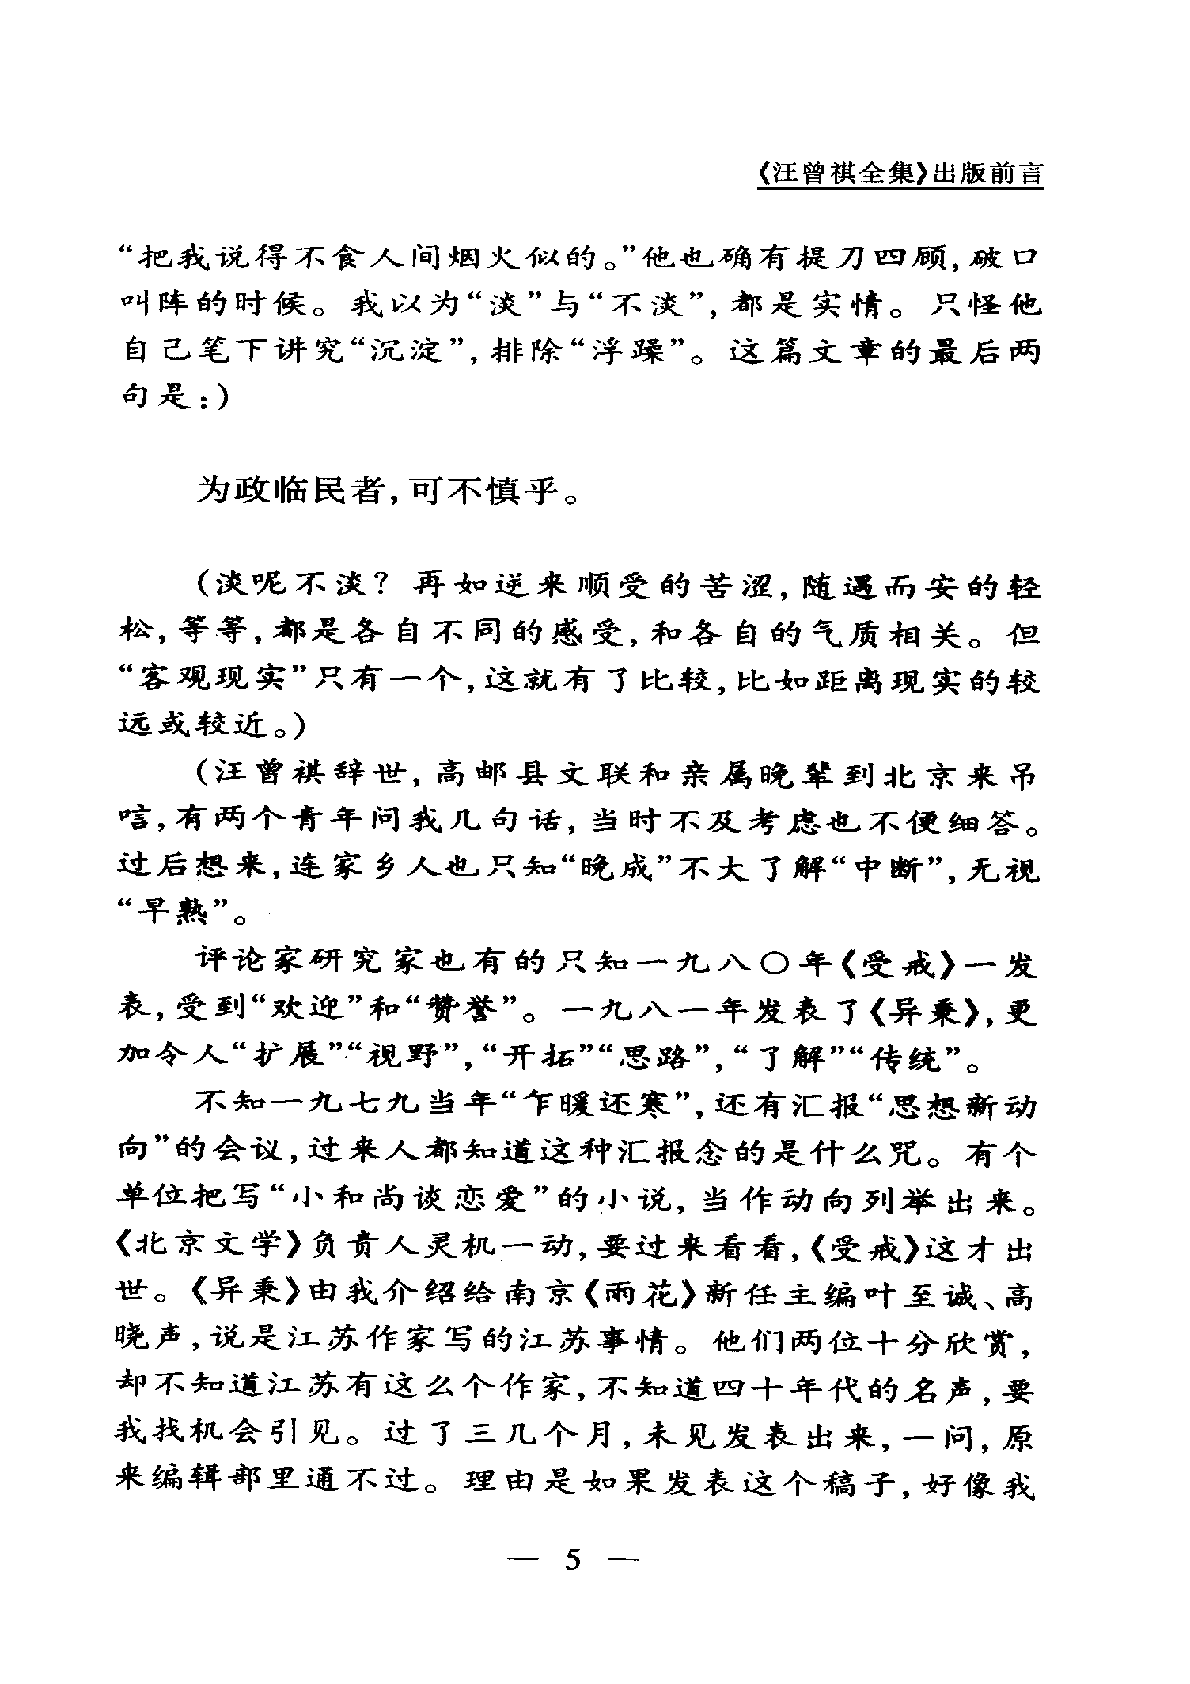 《汪曾祺全集》出版前言
“把我说得不食人间烟火似的。”他也确有提刀四顾,破口
叫阵的时候。我以为“淡”与“不淡”,都是实情。只怪他
自己笔下讲究“沉淀”,排除“浮躁”。这篇文章的最后两
句是:)
为政临民者,可不慎乎。
(淡呢不淡?再如逆来顺受的苦涩,随遇而安的轻
松,等等,都是各自不同的感受,和各自的气质相关。但
“客观现实”只有一个,这就有了比较,比如距离现实的较
远或较近。)
(汪曾祺辞世,高邮县文联和亲属晚辈到北京来吊
唁,有两个青年问我几句话,当时不及考虑也不便细答。
过后想来,连家乡人也只知“晚成”不大了解“中断”,无视
“早熟”。
评论家研究家也有的只知一九八〇年《受戒》一发
表,受到“欢迎”和“赞誉”。一九八一年发表了《异秉》,更
加令人“扩展”“视野”,“开拓”“思路”,“了解”“传统”。
不知一九七九当年“乍暖还寒”,还有汇报“思想新动
向”的会议,过来人都知道这种汇报念的是什么咒。有个
单位把写“小和尚谈恋爱”的小说,当作动向列举出来。
《北京文学》负责人灵机一动,要过来看看,《受戒》这才出
世。《异秉》由我介绍给南京《雨花》新任主编叶至诚、高
晓声,说是江苏作家写的江苏事情。他们两位十分欣赏,
却不知道江苏有这么个作家,不知道四十年代的名声,要
我找机会引见。过了三几个月,未见发表出来,一问,原
来编辑部里通不过。理由是如果发表这个稿子,好像我
— 5 —